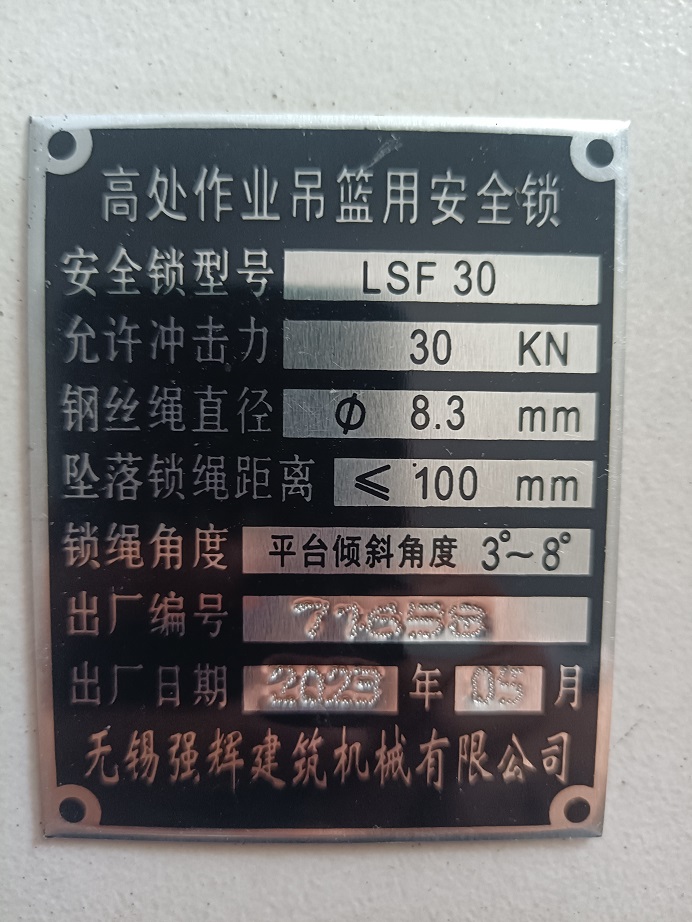 高处作业吊篮用安全锁
安全锁型号 LSF 30
允许冲击力 30 KN
钢丝绳直径 Φ 8.3 mm
坠落锁绳距离 ≤ 100 mm
锁绳角度 平台倾斜角度 3°~8°
出厂编号
出厂日期 2023 年 05 月
无锡强辉建筑机械有限公司